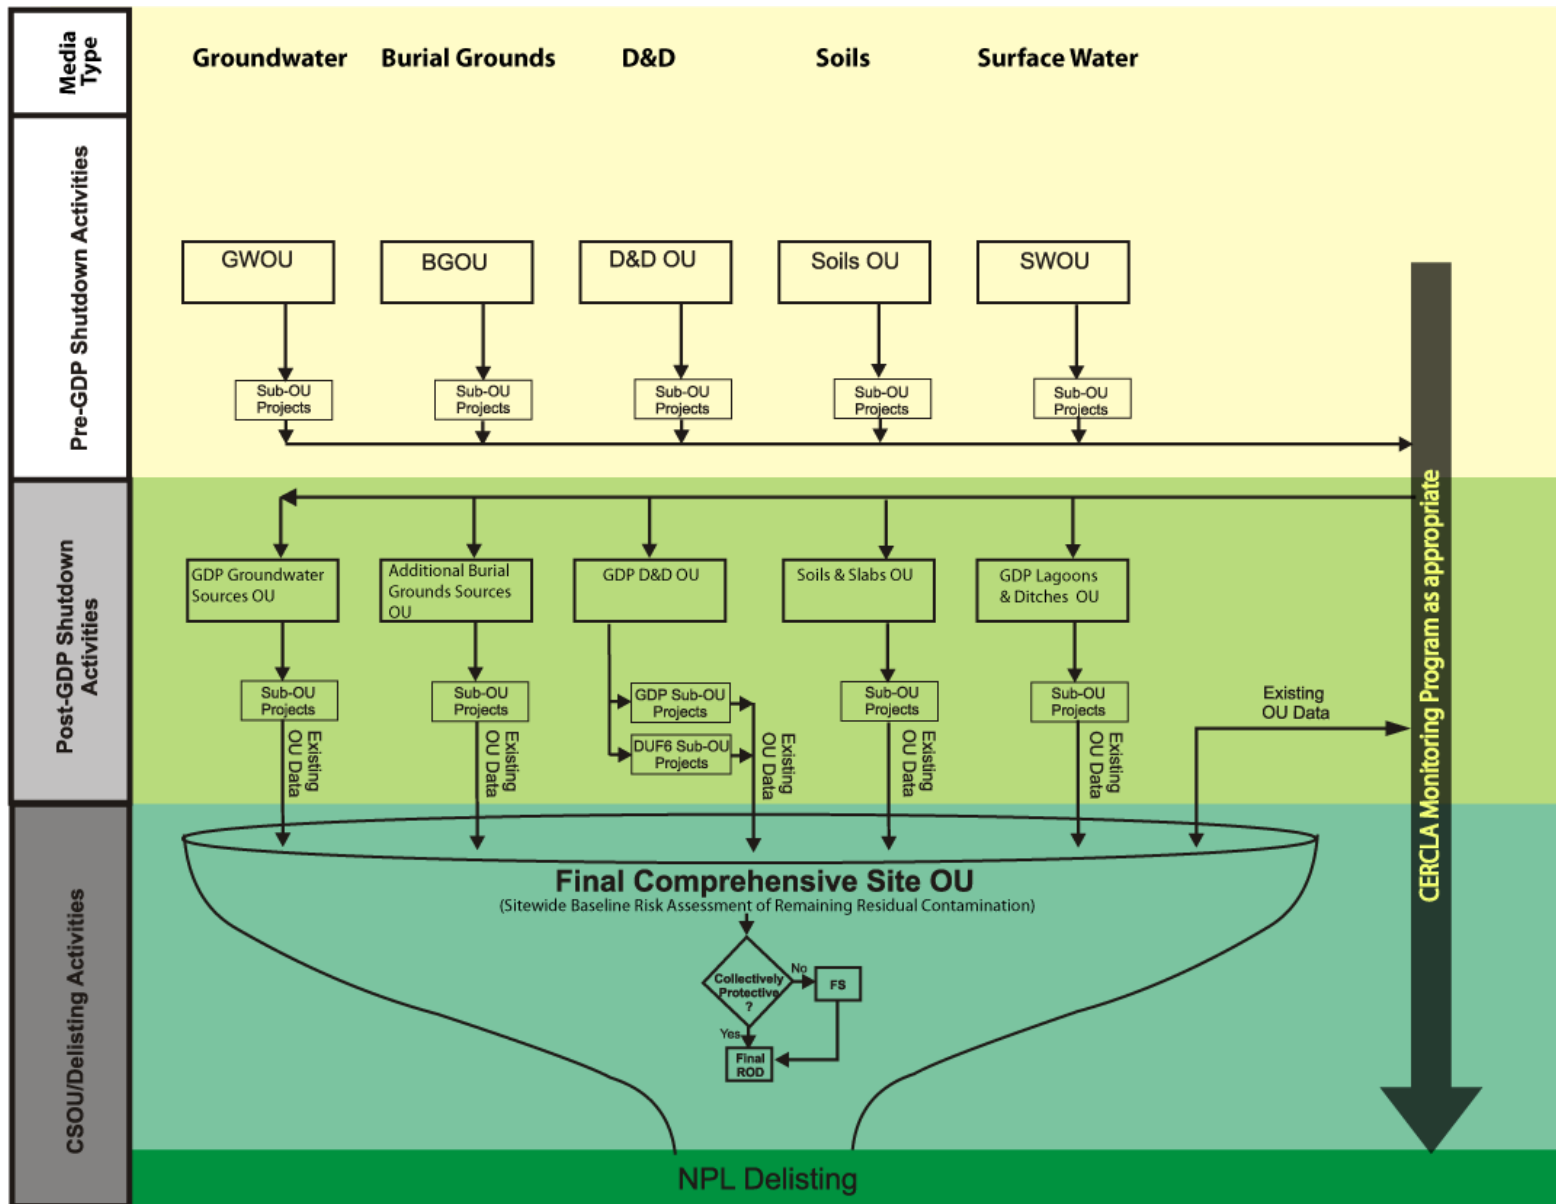 Media
Type
Groundwater
Burial Grounds
D&D
Soils
Surface Water
Pre-GDP Shutdown Activities
GWOU
BGOU
D&D OU
Soils OU
SWOU
Sub-OU
Projects
Sub-OU
Projects
Sub-OU
Projects
Sub-OU
Projects
Sub-OU
Projects
CERCLA Monitoring Program as appropriate
Post-GDP Shutdown
Activities
GDP Groundwater
Sources OU
Additional Burial
Grounds Sources
OU
GDP D&D OU
Soils & Slabs OU
GDP Lagoons
& Ditches OU
Sub-OU
Projects
Sub-OU
Projects
GDP Sub-OU
Projects
DUF6 Sub-OU
Projects
Sub-OU
Projects
Sub-OU
Projects
Existing
OU Data
Existing
OU Data
Existing
OU Data
Existing
OU Data
Existing
OU Data
Existing
OU Data
CSOU/Delisting Activities
Final Comprehensive Site OU
(Sitewide Baseline Risk Assessment of Remaining Residual Contamination)
Collectively
Protective
?
No
FS
Yes
Final
ROD
NPL Delisting